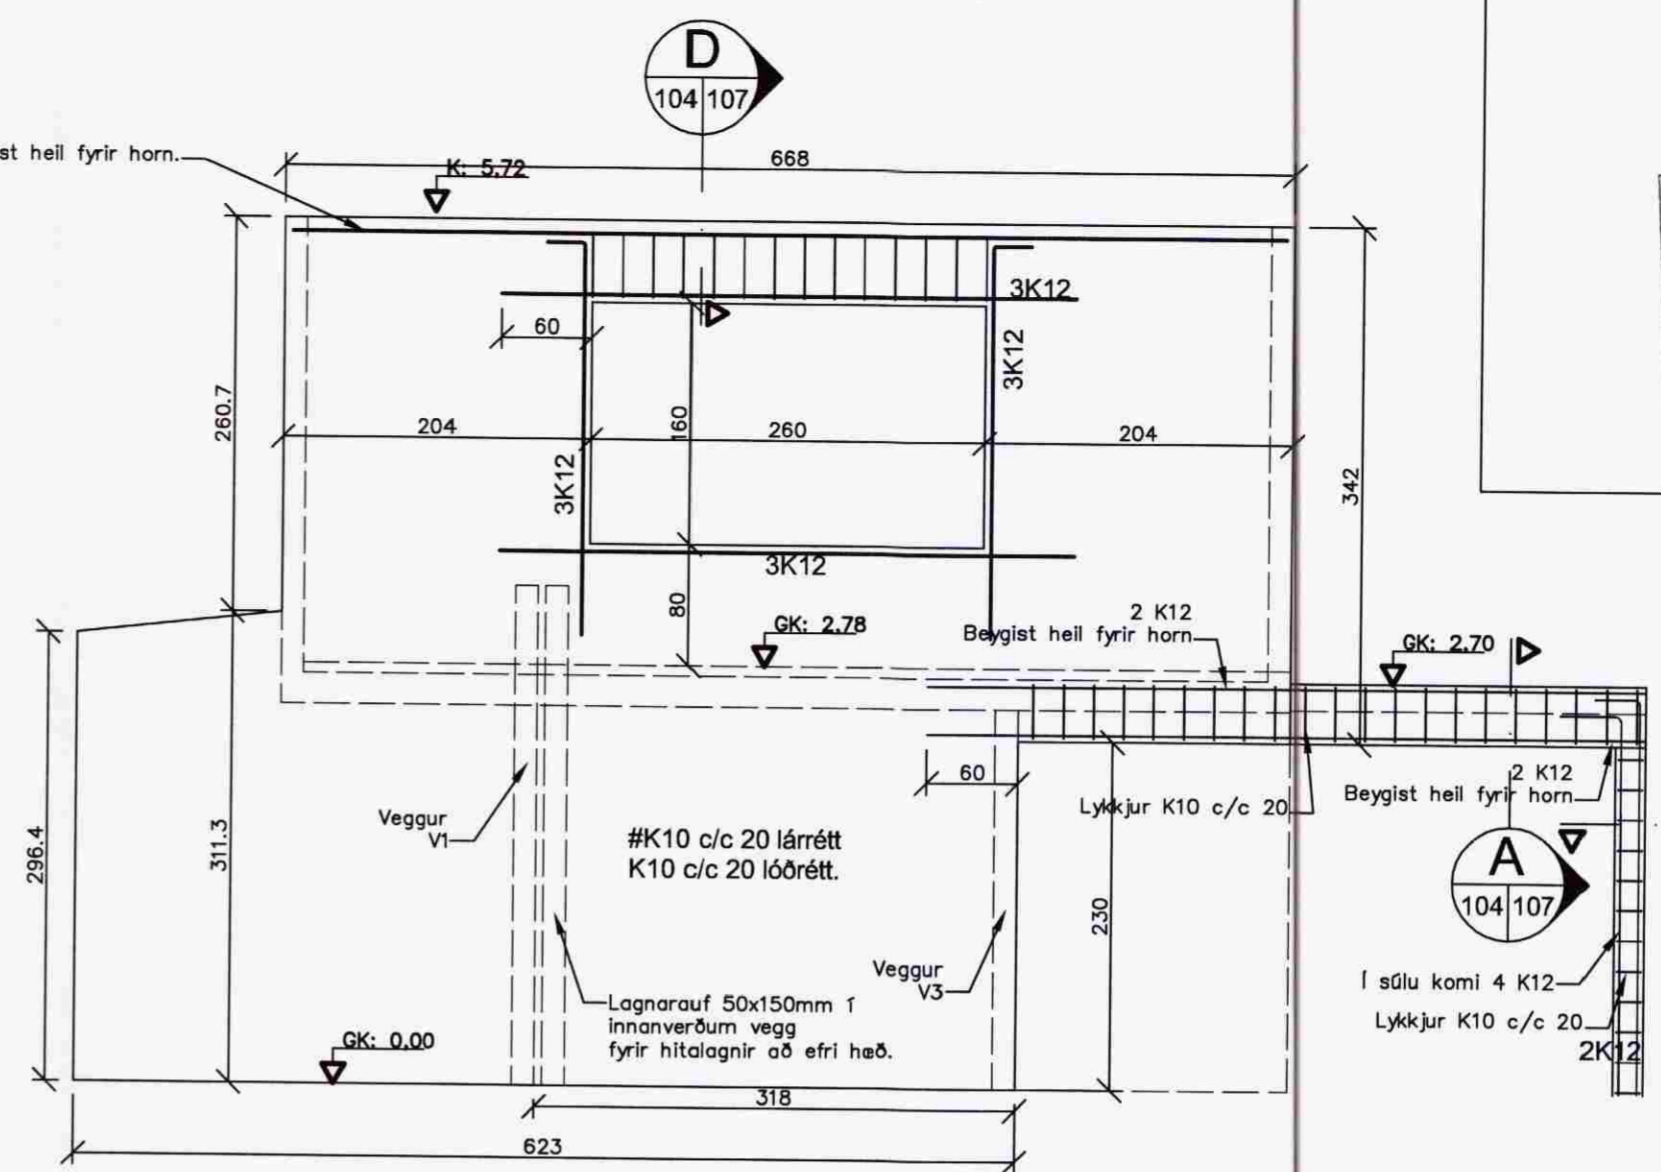 D
104 107
st heil fyrir horn.
668
K: 5,72
3K12
60
3K12
260.7
204
160
260
204
3K12
342
3K12
80
2 K12
Beygist heil fyrir horn
GK: 2,78
GK: 2,70
60
2 K12
Beygist heil fyrir horn
Lykkjur K10 c/c 20
Veggur
V1
#K10 c/c 20 lárrétt
K10 c/c 20 lóðrétt.
296.4
311.3
A
104 107
230
Veggur
V3
Í súlu komi 4 K12
Lykkjur K10 c/c 20
2K12
Lagnarauf 50x150mm í
innanverðum vegg
fyrir hitalagnir að efri hæð.
GK: 0,00
318
623